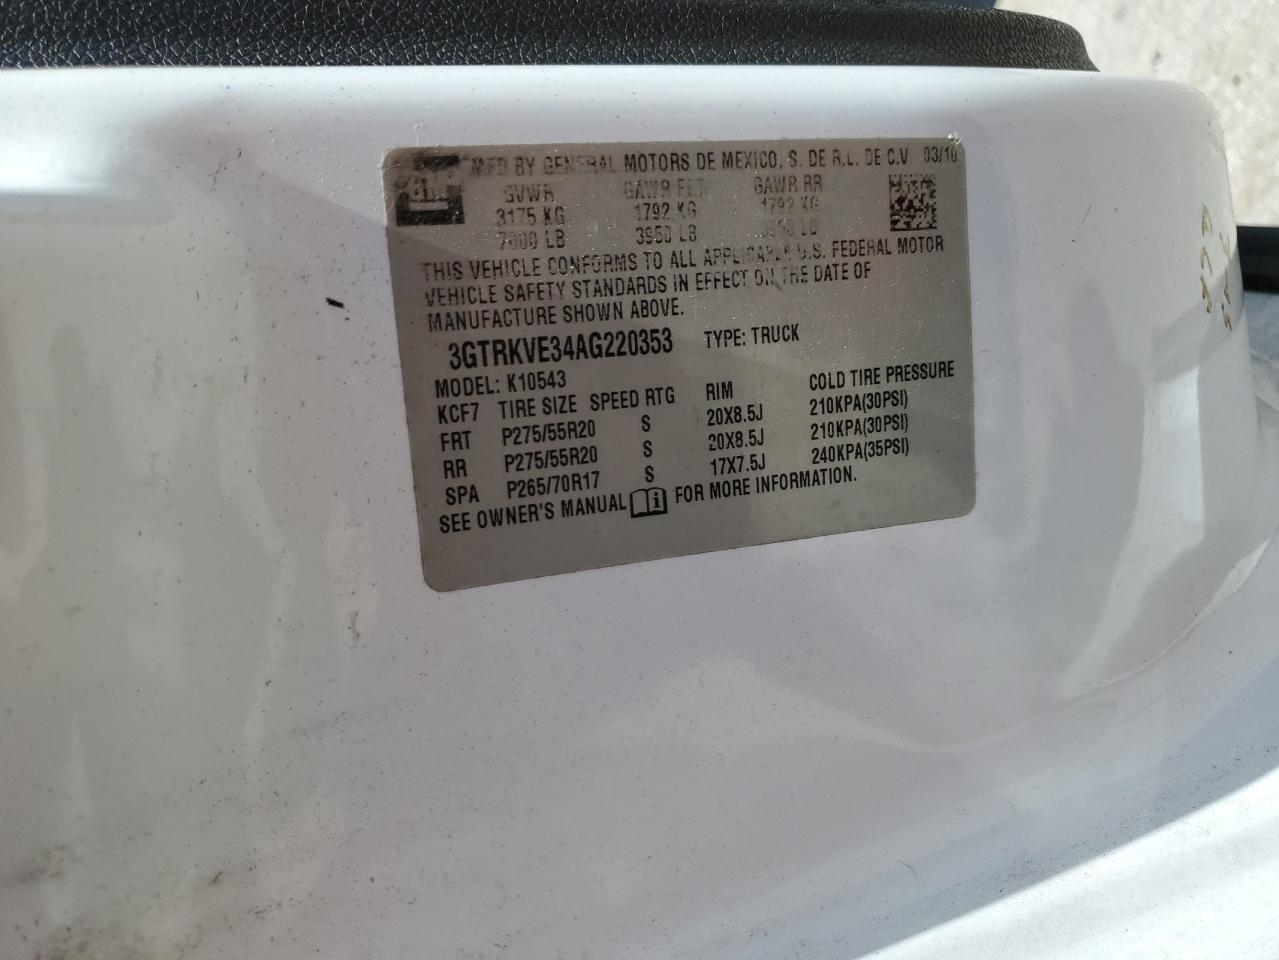 GM
MFD BY GENERAL MOTORS DE MEXICO, S. DE R.L. DE C.V. 03/10
GVWR GAWR FRT GAWR RR
3175 KG 1792 KG 1792 KG
7000 LB 3950 LB 3950 LB
THIS VEHICLE CONFORMS TO ALL APPLICABLE U.S. FEDERAL MOTOR
VEHICLE SAFETY STANDARDS IN EFFECT ON THE DATE OF
MANUFACTURE SHOWN ABOVE.
3GTRKVE34AG220353 TYPE: TRUCK
MODEL: K10543
KCF7 TIRE SIZE SPEED RTG RIM COLD TIRE PRESSURE
FRT P275/55R20 S 20X8.5J 210KPA(30PSI)
RR P275/55R20 S 20X8.5J 210KPA(30PSI)
SPA P265/70R17 S 17X7.5J 240KPA(35PSI)
SEE OWNER'S MANUAL FOR MORE INFORMATION.